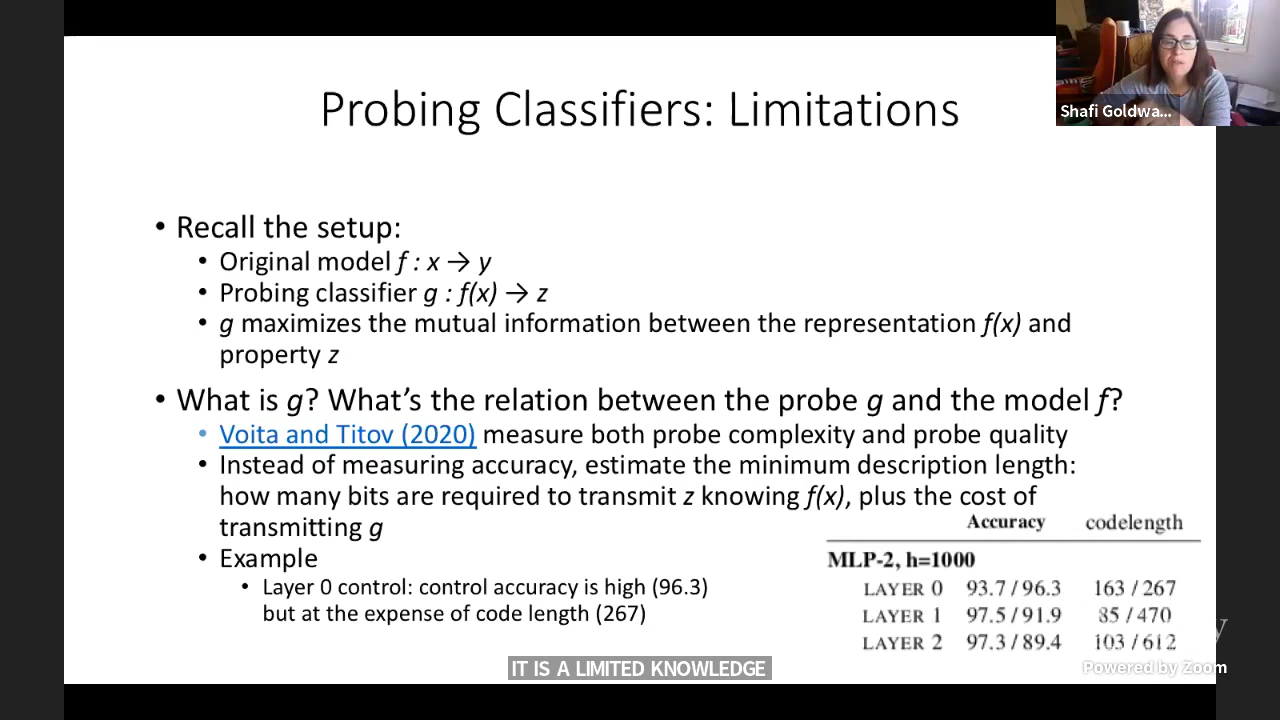 Probing Classifiers: Limitations
Shafi Goldwa...
• Recall the setup:
• Original model f : x → y
• Probing classifier g : f(x) → z
• g maximizes the mutual information between the representation f(x) and
property z
• What is g? What's the relation between the probe g and the model f?
• Voita and Titov (2020) measure both probe complexity and probe quality
• Instead of measuring accuracy, estimate the minimum description length:
how many bits are required to transmit z knowing f(x), plus the cost of
transmitting g
• Example
• Layer 0 control: control accuracy is high (96.3)
but at the expense of code length (267)
Accuracy codelength
MLP-2, h=1000
LAYER 0 93.7 / 96.3 163 / 267
LAYER 1 97.5 / 91.9 85 / 470
LAYER 2 97.3 / 89.4 103 / 612
IT IS A LIMITED KNOWLEDGE
Powered by Zoom